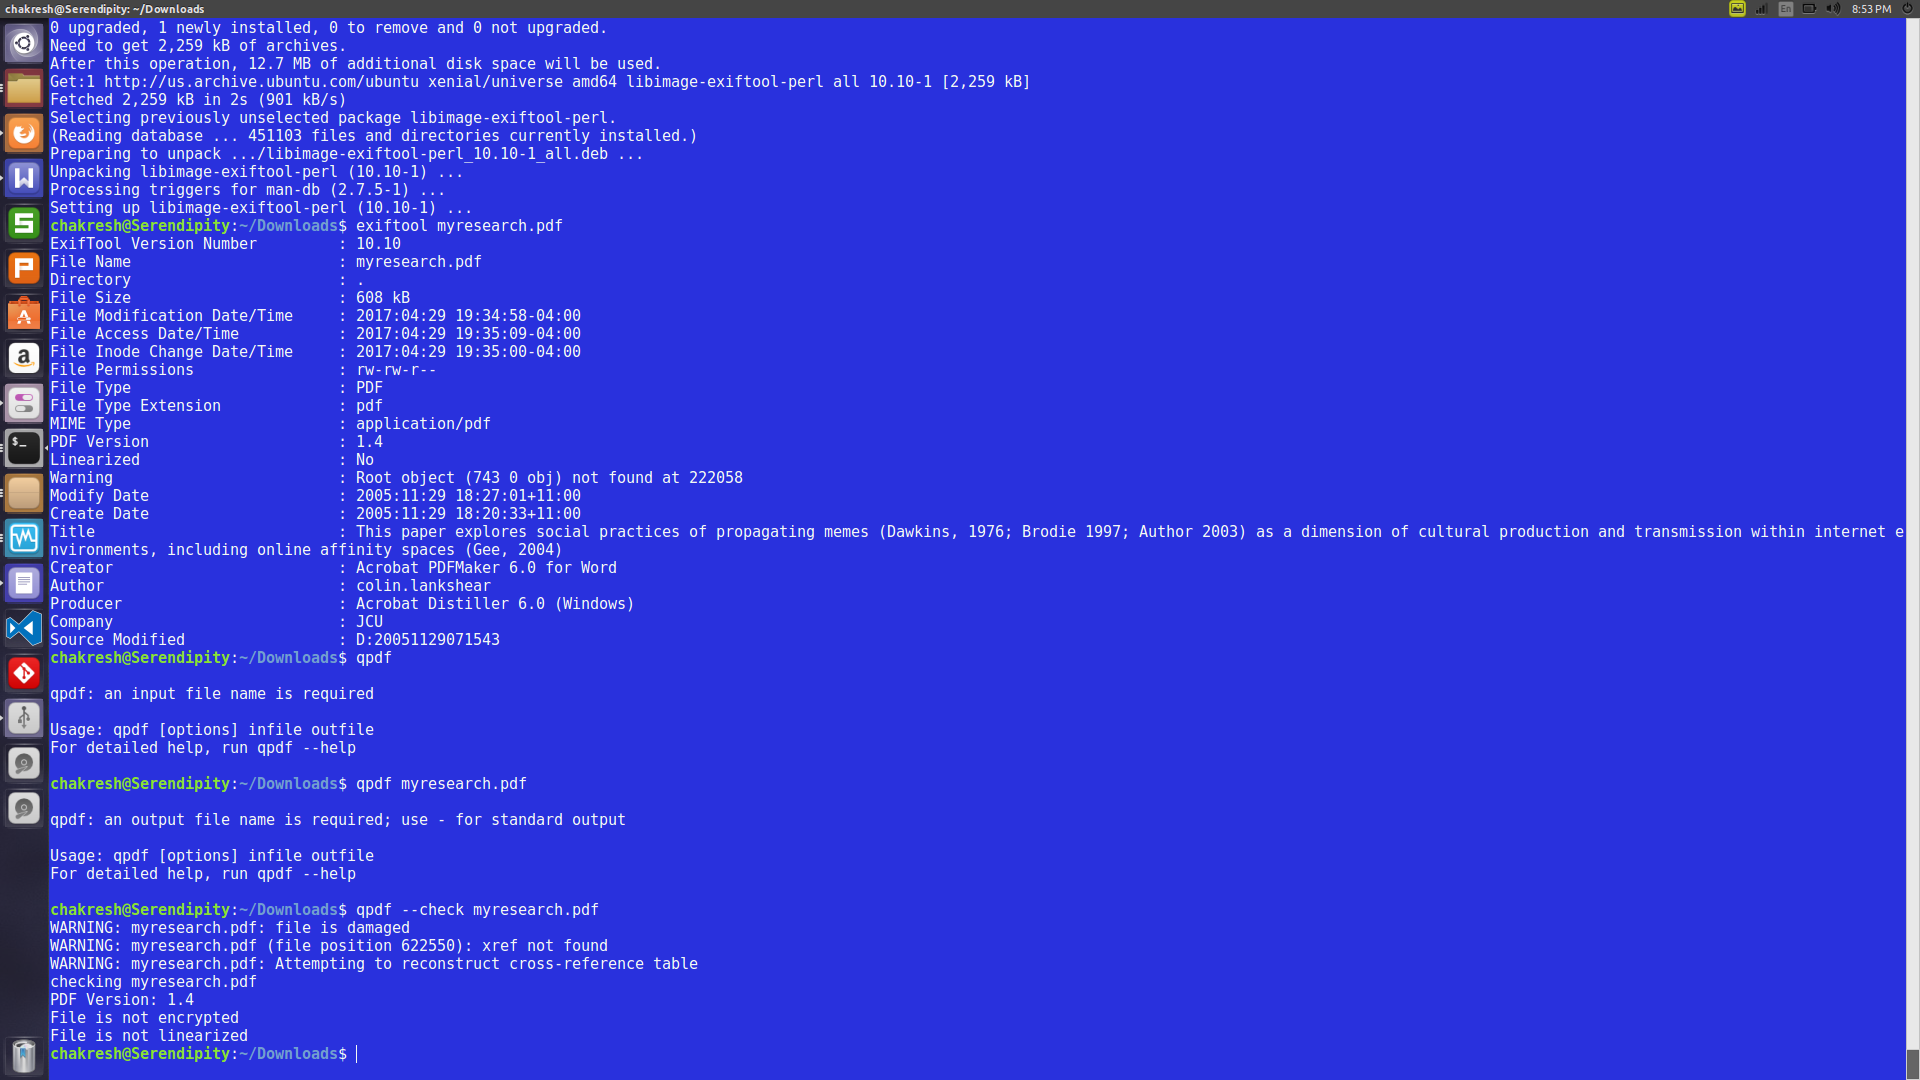 chakresh@Serendipity: ~/Downloads
En
8:53 PM
0 upgraded, 1 newly installed, 0 to remove and 0 not upgraded.
Need to get 2,259 kB of archives.
After this operation, 12.7 MB of additional disk space will be used.
Get:1 http://us.archive.ubuntu.com/ubuntu xenial/universe amd64 libimage-exiftool-perl all 10.10-1 [2,259 kB]
Fetched 2,259 kB in 2s (901 kB/s)
Selecting previously unselected package libimage-exiftool-perl.
(Reading database ... 451103 files and directories currently installed.)
Preparing to unpack .../libimage-exiftool-perl_10.10-1_all.deb ...
Unpacking libimage-exiftool-perl (10.10-1) ...
Processing triggers for man-db (2.7.5-1) ...
Setting up libimage-exiftool-perl (10.10-1) ...
chakresh@Serendipity:~/Downloads$ exiftool myresearch.pdf
ExifTool Version Number         : 10.10
File Name                       : myresearch.pdf
Directory                       : .
File Size                       : 608 kB
File Modification Date/Time     : 2017:04:29 19:34:58-04:00
File Access Date/Time           : 2017:04:29 19:35:09-04:00
File Inode Change Date/Time     : 2017:04:29 19:35:00-04:00
File Permissions                : rw-rw-r--
File Type                       : PDF
File Type Extension             : pdf
MIME Type                       : application/pdf
PDF Version                     : 1.4
Linearized                      : No
Warning                         : Root object (743 0 obj) not found at 222058
Modify Date                     : 2005:11:29 18:27:01+11:00
Create Date                     : 2005:11:29 18:20:33+11:00
Title                           : This paper explores social practices of propagating memes (Dawkins, 1976; Brodie 1997; Author 2003) as a dimension of cultural production and transmission within internet e
nvironments, including online affinity spaces (Gee, 2004)
Creator                         : Acrobat PDFMaker 6.0 for Word
Author                          : colin.lankshear
Producer                        : Acrobat Distiller 6.0 (Windows)
Company                         : JCU
Source Modified                 : D:20051129071543
chakresh@Serendipity:~/Downloads$ qpdf
qpdf: an input file name is required
Usage: qpdf [options] infile outfile
For detailed help, run qpdf --help
chakresh@Serendipity:~/Downloads$ qpdf myresearch.pdf
qpdf: an output file name is required; use - for standard output
Usage: qpdf [options] infile outfile
For detailed help, run qpdf --help
chakresh@Serendipity:~/Downloads$ qpdf --check myresearch.pdf
WARNING: myresearch.pdf: file is damaged
WARNING: myresearch.pdf (file position 622550): xref not found
WARNING: myresearch.pdf: Attempting to reconstruct cross-reference table
checking myresearch.pdf
PDF Version: 1.4
File is not encrypted
File is not linearized
chakresh@Serendipity:~/Downloads$